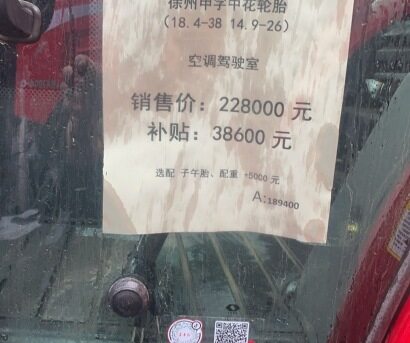 徐州甲字中花轮胎
（18.4-38 14.9-26）
空调驾驶室
销售价：228000 元
补贴：38600 元
选配 子午胎、配重 +5000 元
A:189400